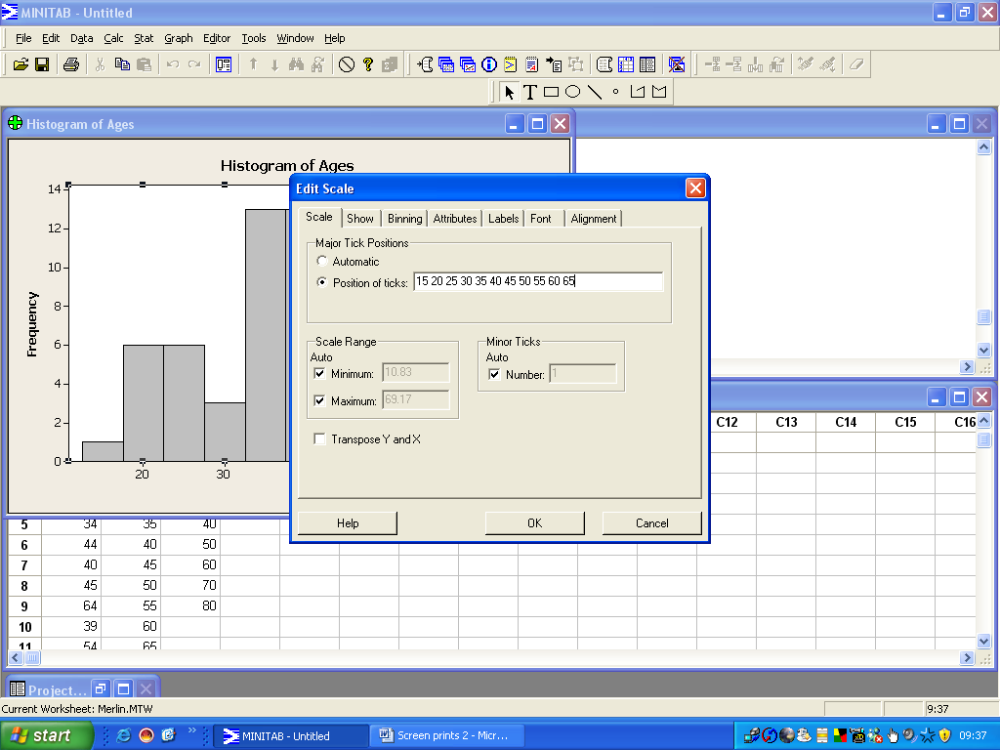 MINITAB - Untitled
File Edit Data Calc Stat Graph Editor Tools Window Help
Histogram of Ages
Histogram of Ages
Frequency
14
12
10
8
6
4
2
0
20 30
Edit Scale
Scale Show Binning Attributes Labels Font Alignment
Major Tick Positions
Automatic
Position of ticks: 15 20 25 30 35 40 45 50 55 60 65
Scale Range
Auto
Minimum: 10.83
Maximum: 69.17
Minor Ticks
Auto
Number: 1
Transpose Y and X
Help OK Cancel
C12 C13 C14 C15 C16
5 34 35 40
6 44 40 50
7 40 45 60
8 45 50 70
9 64 55 80
10 39 60
11 54 65
Project...
Current Worksheet: Merlin.MTW 9:37
start MINITAB - Untitled Screen prints 2 - Micr... 09:37